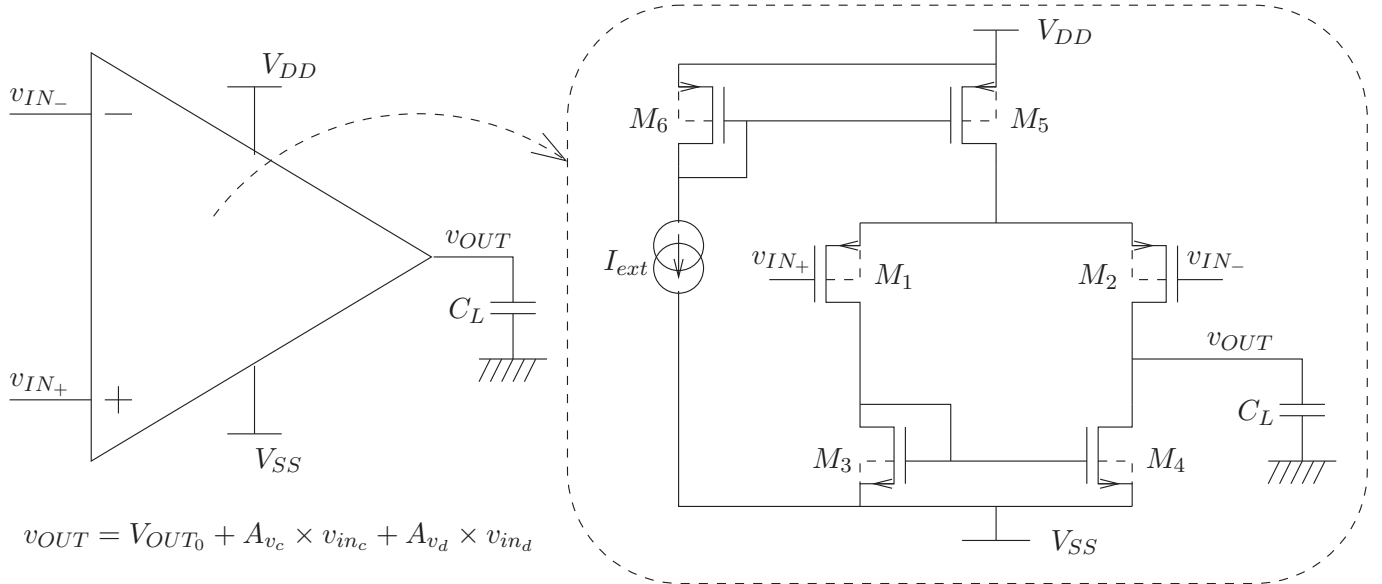 V_{DD}
v_{IN_-}
−
v_{OUT}
C_L
v_{IN_+}
+
V_{SS}
v_{OUT} = V_{OUT_0} + A_{v_c} × v_{in_c} + A_{v_d} × v_{in_d}
V_{DD}
M_6
M_5
I_{ext}
v_{IN_+}
M_1
M_2
v_{IN_-}
v_{OUT}
C_L
M_3
M_4
V_{SS}